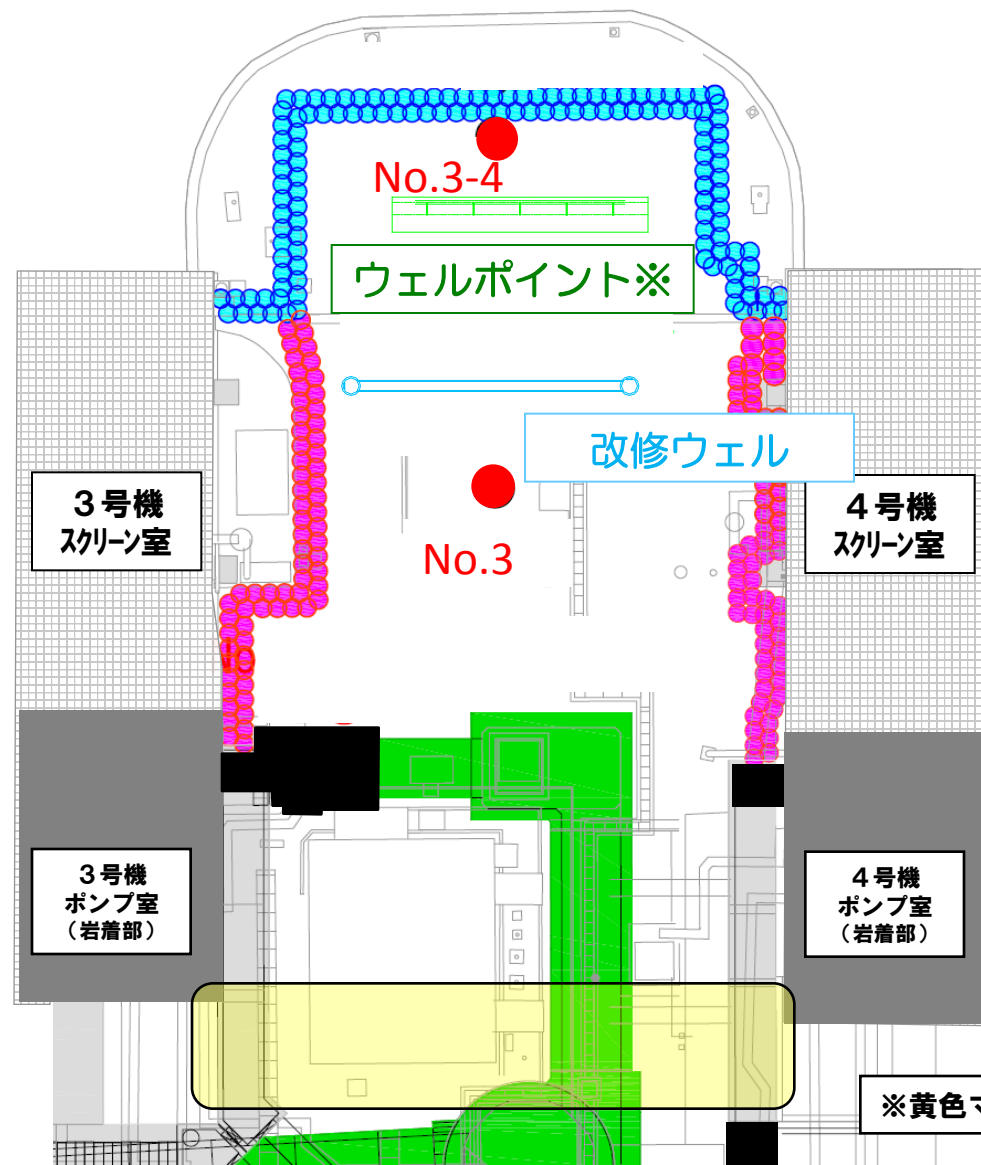 No.3-4
ウェルポイント※
改修ウェル
３号機
スクリーン室
４号機
スクリーン室
No.3
３号機
ポンプ室
（岩着部）
４号機
ポンプ室
（岩着部）
※黄色マ